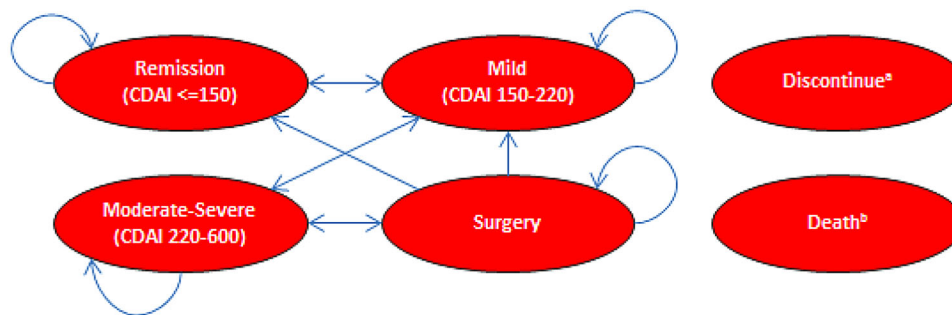 Remission
(CDAI <=150)
Mild
(CDAI 150-220)
Discontinueᵃ
Moderate-Severe
(CDAI 220-600)
Surgery
Deathᵇ